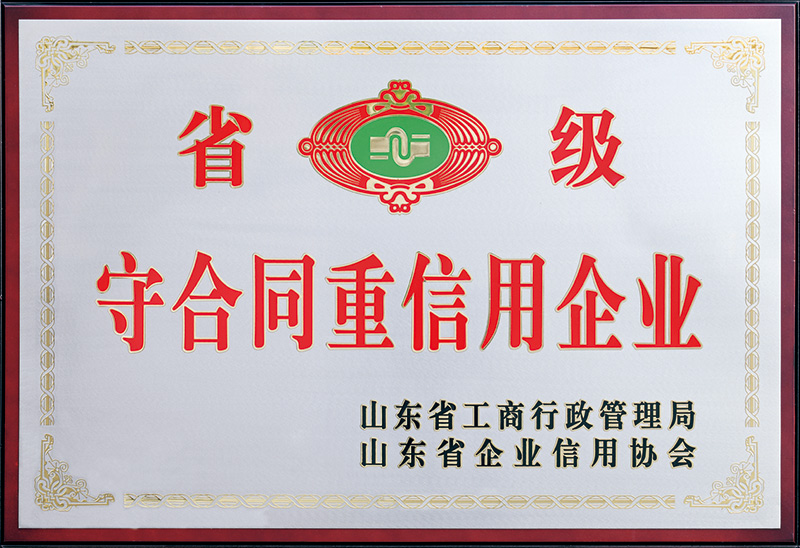 省级
守合同重信用企业
山东省工商行政管理局
山东省企业信用协会